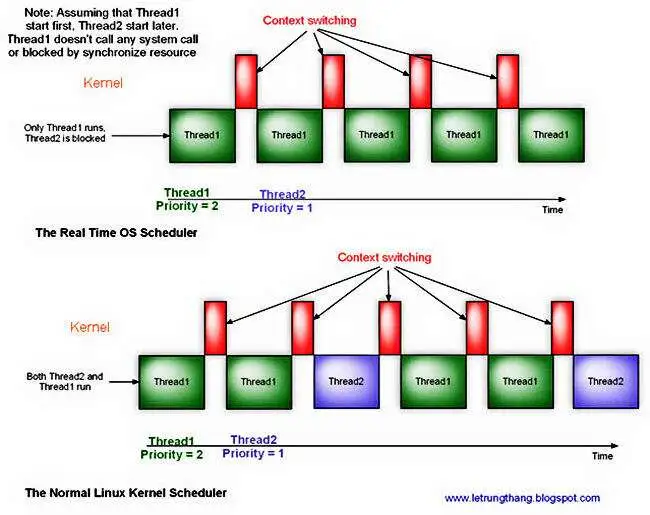 Note: Assuming that Thread1
start first, Thread2 start later.
Thread1 doesn't call any system call
or blocked by synchronize resource
Context switching
Kernel
Only Thread1 runs,
Thread2 is blocked
Thread1
Thread1
Thread1
Thread1
Thread1
Thread1
Priority = 2
Thread2
Priority = 1
Time
The Real Time OS Scheduler
Context switching
Kernel
Both Thread2 and
Thread1 run
Thread1
Thread1
Thread2
Thread1
Thread1
Thread2
Thread1
Priority = 2
Thread2
Priority = 1
Time
The Normal Linux Kernel Scheduler
www.letrungthang.blogspot.com